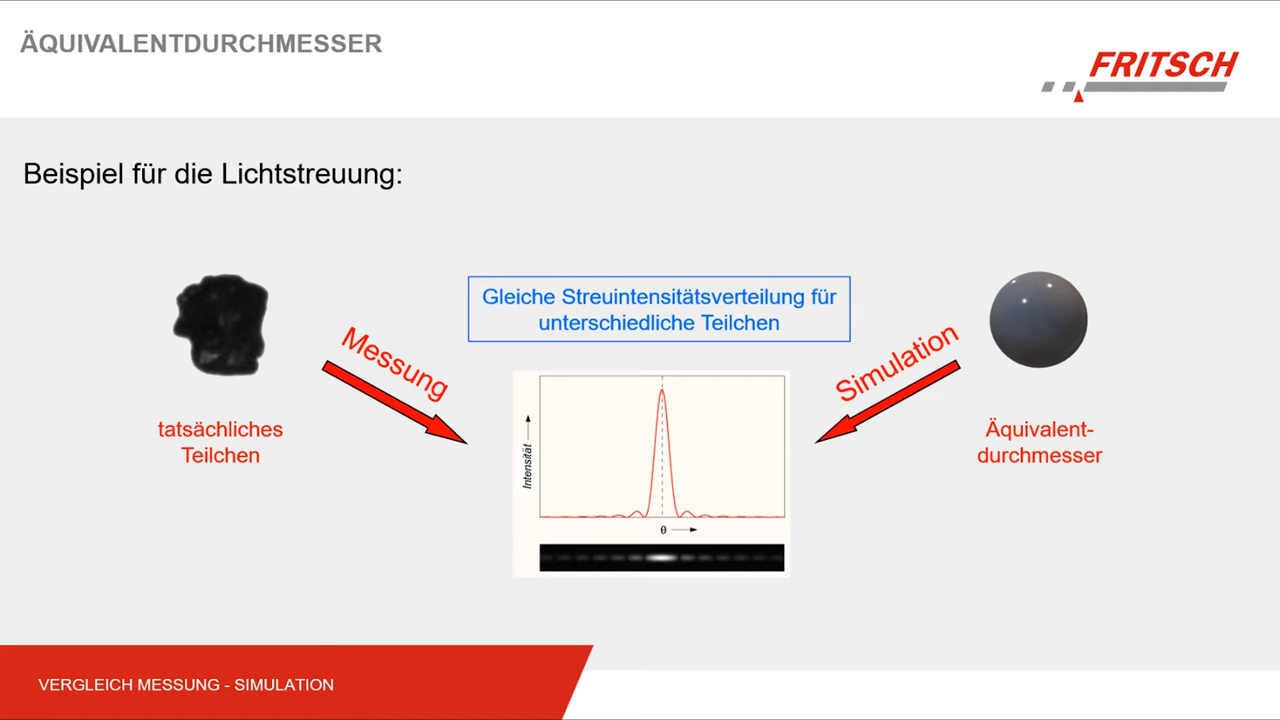 ÄQUIVALENTDURCHMESSER
FRITSCH
Beispiel für die Lichtstreuung:
Gleiche Streuintensitätsverteilung für
unterschiedliche Teilchen
Messung
Simulation
tatsächliches
Teilchen
Äquivalent-
durchmesser
Intensität
θ
VERGLEICH MESSUNG - SIMULATION